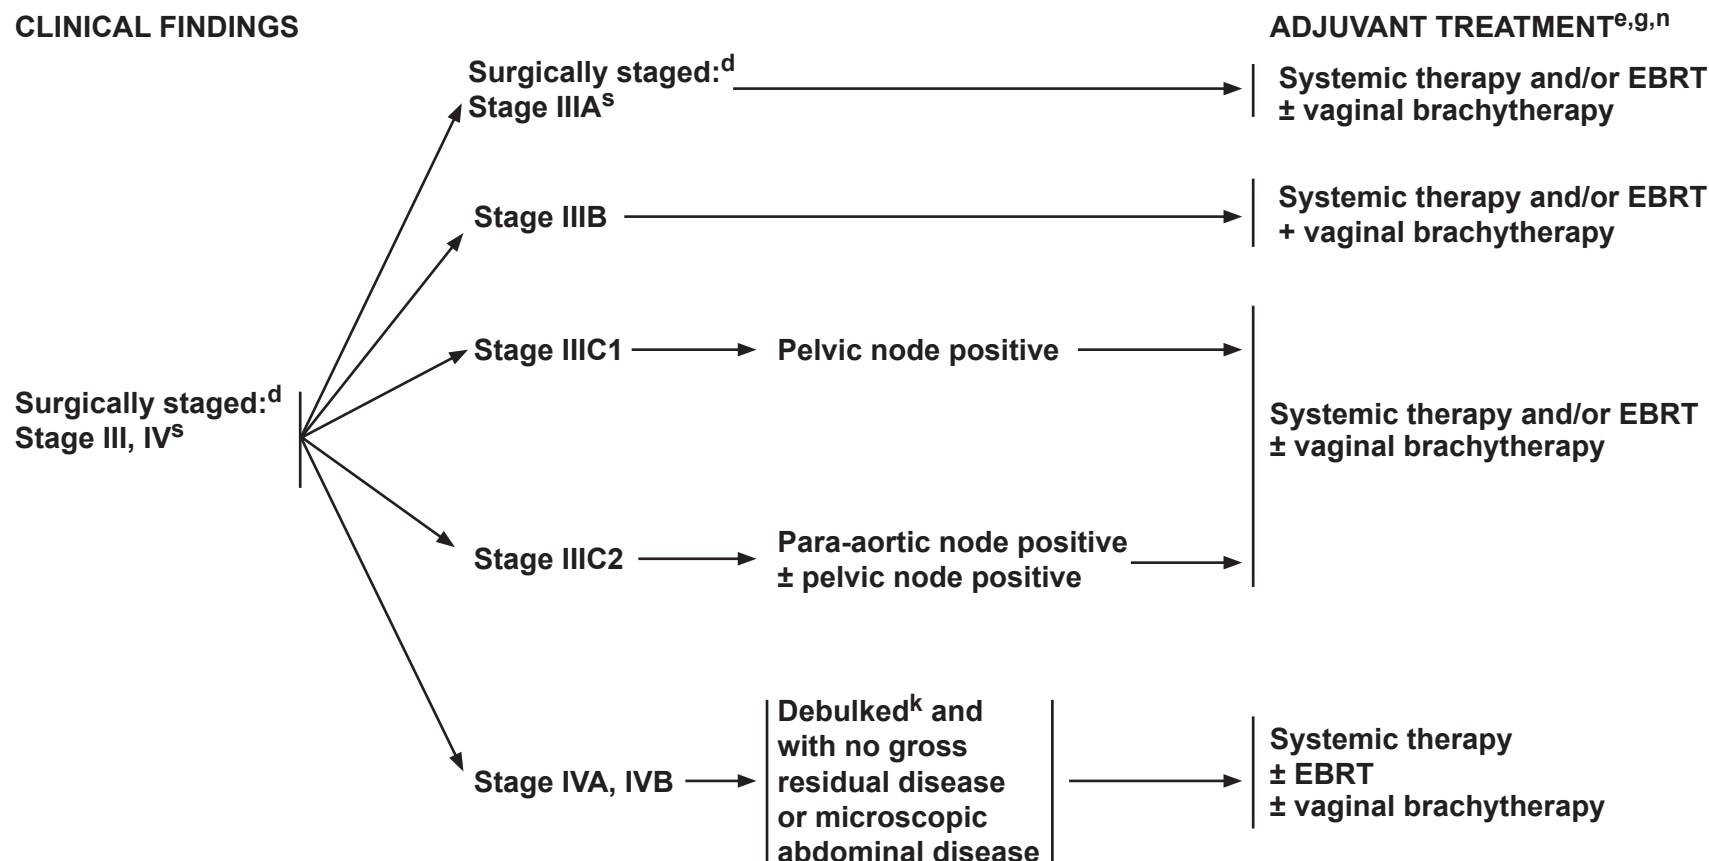 CLINICAL FINDINGS
ADJUVANT TREATMENTe,g,n
Surgically staged:d
Stage IIIAs
Systemic therapy and/or EBRT
± vaginal brachytherapy
Stage IIIB
Systemic therapy and/or EBRT
+ vaginal brachytherapy
Surgically staged:d
Stage III, IVs
Stage IIIC1
Pelvic node positive
Stage IIIC2
Para-aortic node positive
± pelvic node positive
Systemic therapy and/or EBRT
± vaginal brachytherapy
Stage IVA, IVB
Debulkedk and
with no gross
residual disease
or microscopic
abdominal disease
Systemic therapy
± EBRT
± vaginal brachytherapy